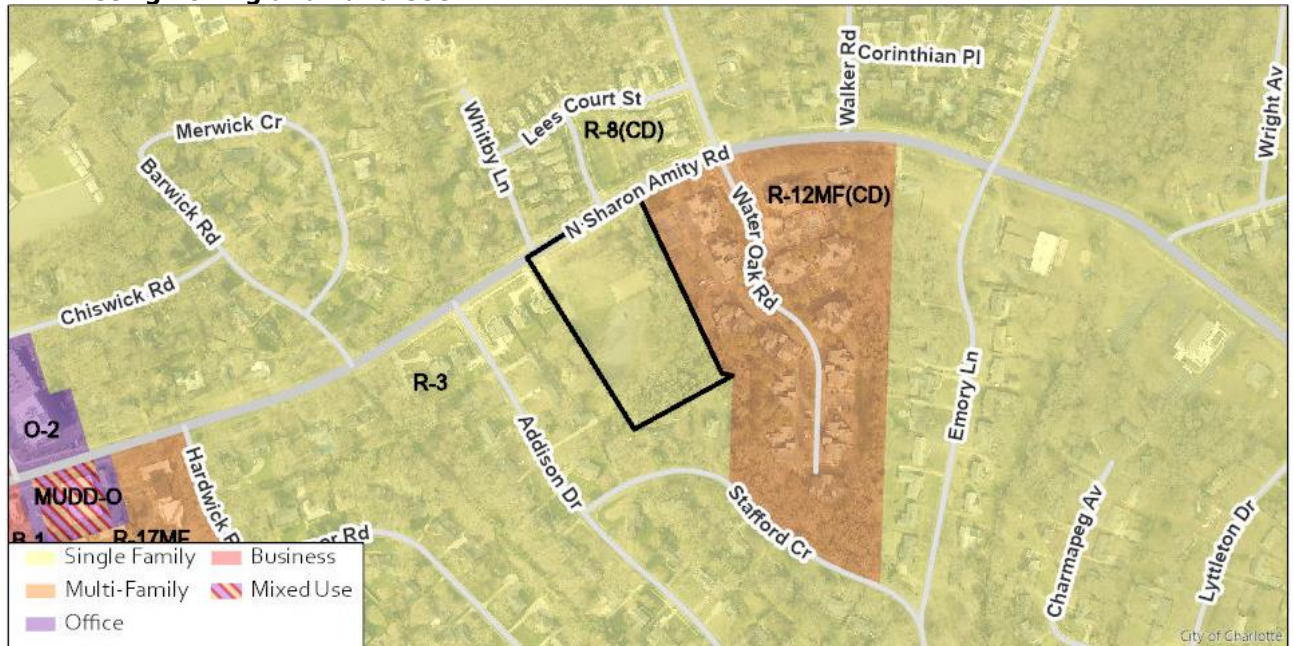 Corinthian Pl
Walker Rd
Wright Av
Merwick Cr
Whitby Ln
Lees Court St
R-8(CD)
Barwick Rd
N Sharon Amity Rd
R-12MF(CD)
Water Oak Rd
Chiswick Rd
R-3
Emory Ln
O-2
Addison Dr
Hardwick
MUDD-O
B-1
R-17MF
Stafford Cr
Charmapeg Av
Lyttleton Dr
Rd
Single Family
Business
Multi-Family
Mixed Use
Office
City of Charlotte